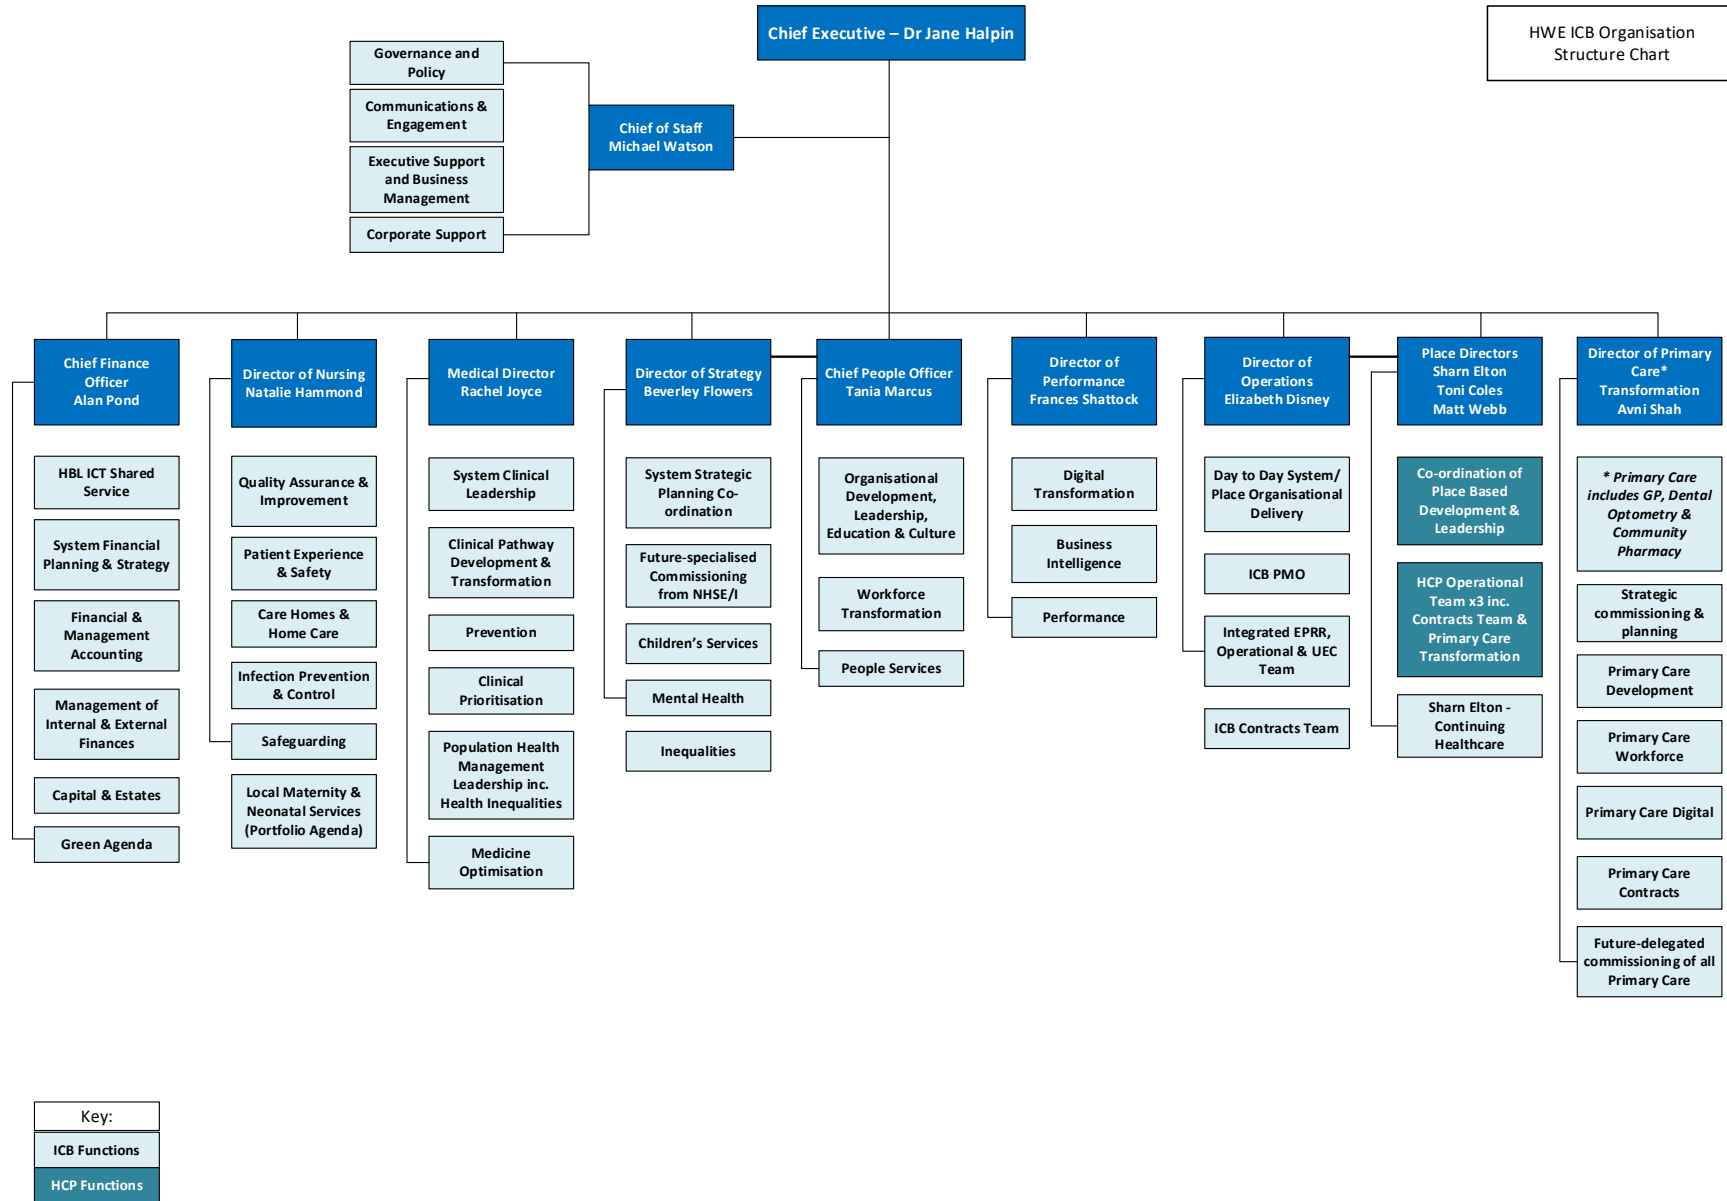 Chief Executive – Dr Jane Halpin
HWE ICB Organisation
Structure Chart
Governance and
Policy
Communications &
Engagement
Executive Support
and Business
Management
Corporate Support
Chief of Staff
Michael Watson
Chief Finance
Officer
Alan Pond
HBL ICT Shared
Service
System Financial
Planning & Strategy
Financial &
Management
Accounting
Management of
Internal & External
Finances
Capital & Estates
Green Agenda
Director of Nursing
Natalie Hammond
Quality Assurance &
Improvement
Patient Experience
& Safety
Care Homes &
Home Care
Infection Prevention
& Control
Safeguarding
Local Maternity &
Neonatal Services
(Portfolio Agenda)
Medical Director
Rachel Joyce
System Clinical
Leadership
Clinical Pathway
Development &
Transformation
Prevention
Clinical
Prioritisation
Population Health
Management
Leadership inc.
Health Inequalities
Medicine
Optimisation
Director of Strategy
Beverley Flowers
System Strategic
Planning Co-
ordination
Future-specialised
Commissioning
from NHSE/I
Children’s Services
Mental Health
Inequalities
Chief People Officer
Tania Marcus
Organisational
Development,
Leadership,
Education & Culture
Workforce
Transformation
People Services
Director of
Performance
Frances Shattock
Digital
Transformation
Business
Intelligence
Performance
Director of
Operations
Elizabeth Disney
Day to Day System/
Place Organisational
Delivery
ICB PMO
Integrated EPRR,
Operational & UEC
Team
ICB Contracts Team
Place Directors
Sharn Elton
Toni Coles
Matt Webb
Co-ordination of
Place Based
Development &
Leadership
HCP Operational
Team x3 inc.
Contracts Team &
Primary Care
Transformation
Sharn Elton -
Continuing
Healthcare
Director of Primary
Care*
Transformation
Avni Shah
* Primary Care
includes GP, Dental
Optometry &
Community
Pharmacy
Strategic
commissioning &
planning
Primary Care
Development
Primary Care
Workforce
Primary Care Digital
Primary Care
Contracts
Future-delegated
commissioning of all
Primary Care
Key:
ICB Functions
HCP Functions